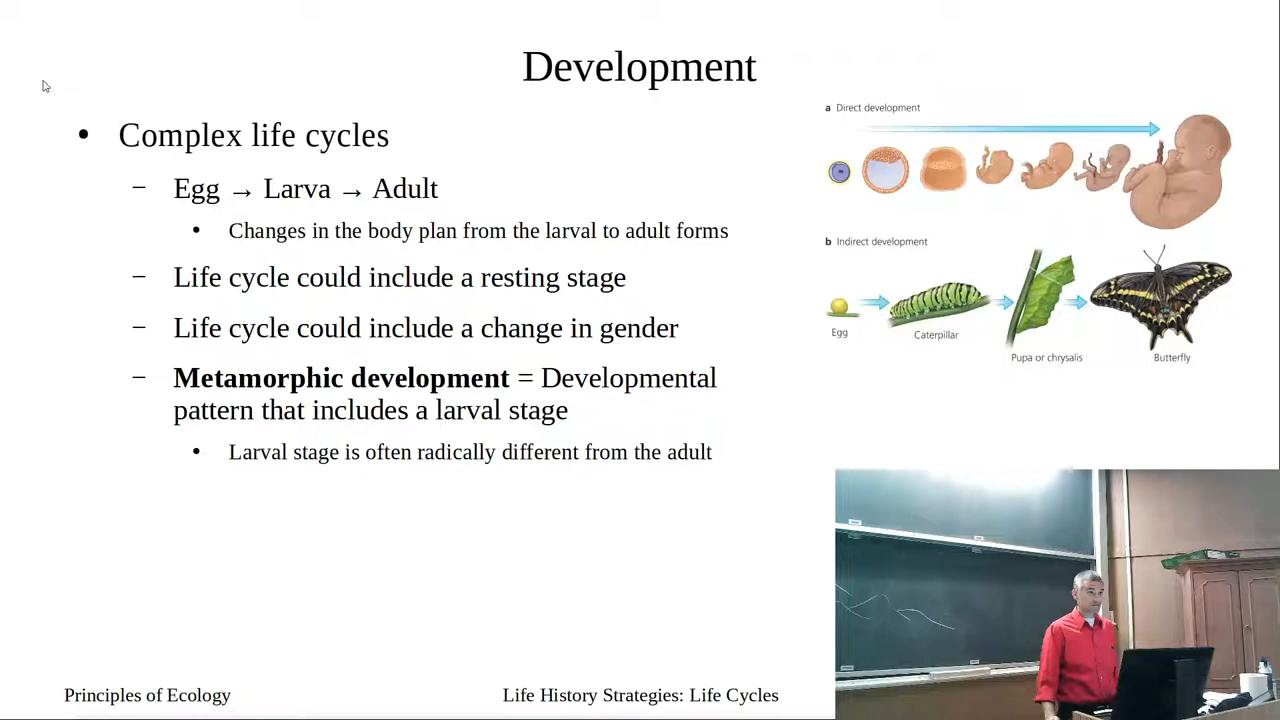 Development
• Complex life cycles
– Egg → Larva → Adult
• Changes in the body plan from the larval to adult forms
– Life cycle could include a resting stage
– Life cycle could include a change in gender
– Metamorphic development = Developmental
pattern that includes a larval stage
• Larval stage is often radically different from the adult
a Direct development
b Indirect development
Egg
Caterpillar
Pupa or chrysalis
Butterfly
Principles of Ecology
Life History Strategies: Life Cycles